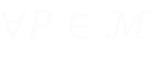 ∀P ∈ ℳ